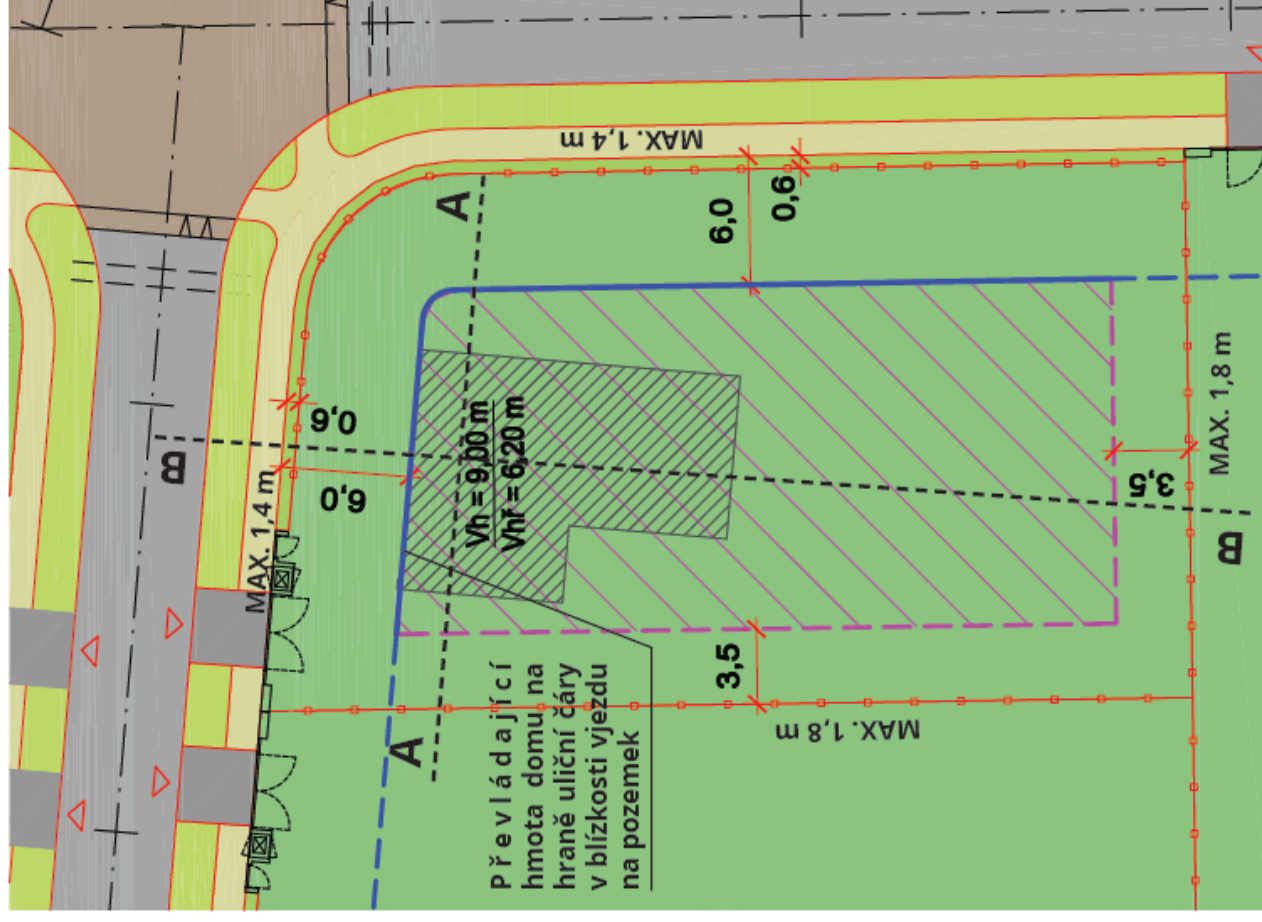 MAX. 1,4 m
A
6,0
0,6
0,6
B
6,0
MAX. 1,4 m
Vh = 9,00 m
Vhř = 6,20 m
3,5
MAX. 1,8 m
B
3,5
A
MAX. 1,8 m
Převládající
hmota domu na
hraně uliční čáry
v blízkosti vjezdu
na pozemek